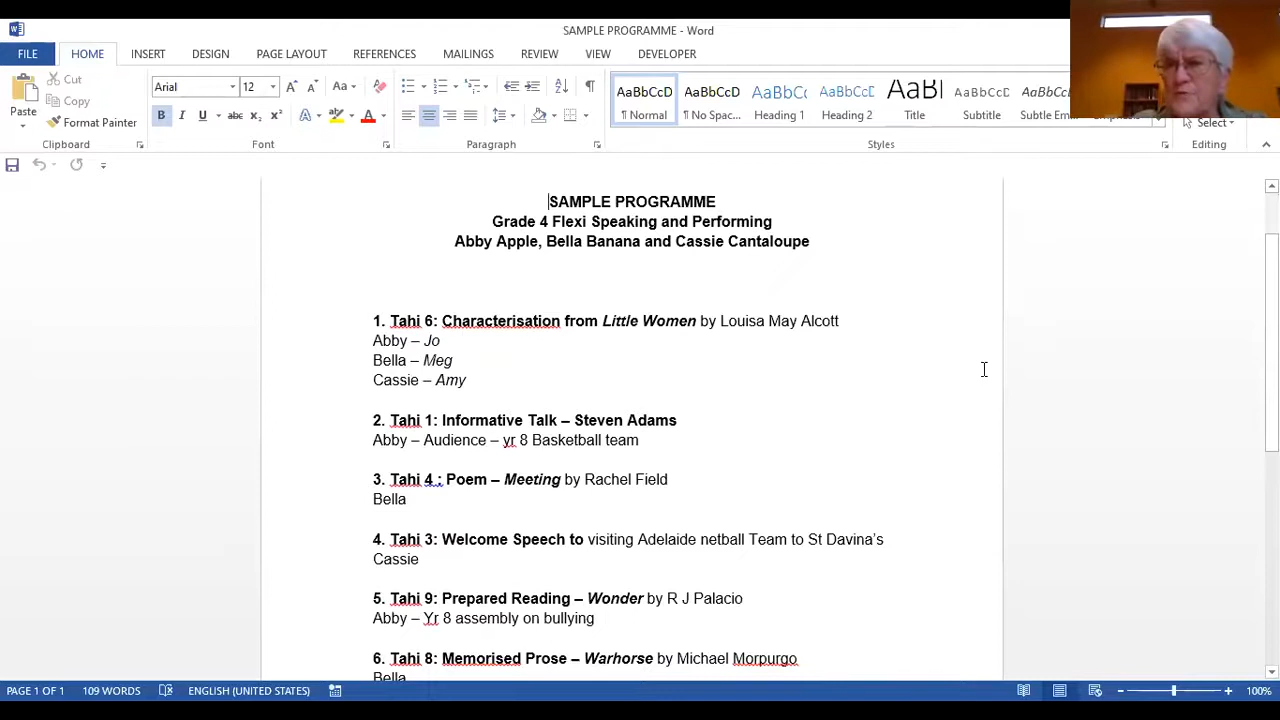 SAMPLE PROGRAMME - Word
FILE
HOME
INSERT
DESIGN
PAGE LAYOUT
REFERENCES
MAILINGS
REVIEW
VIEW
DEVELOPER
Paste
Cut
Copy
Format Painter
Clipboard
Arial
12
Font
Paragraph
AaBbCcD AaBbCcD AaBbCc AaBbCcD AaBl AaBbCcD AaBbCcD
¶ Normal ¶ No Spac... Heading 1 Heading 2 Title Subtitle Subtle Em...
Styles
Select
Editing
SAMPLE PROGRAMME
Grade 4 Flexi Speaking and Performing
Abby Apple, Bella Banana and Cassie Cantaloupe
1. Tahi 6: Characterisation from Little Women by Louisa May Alcott
Abby – Jo
Bella – Meg
Cassie – Amy
2. Tahi 1: Informative Talk – Steven Adams
Abby – Audience – yr 8 Basketball team
3. Tahi 4 : Poem – Meeting by Rachel Field
Bella
4. Tahi 3: Welcome Speech to visiting Adelaide netball Team to St Davina's
Cassie
5. Tahi 9: Prepared Reading – Wonder by R J Palacio
Abby – Yr 8 assembly on bullying
6. Tahi 8: Memorised Prose – Warhorse by Michael Morpurgo
Bella
PAGE 1 OF 1 109 WORDS ENGLISH (UNITED STATES) 100%